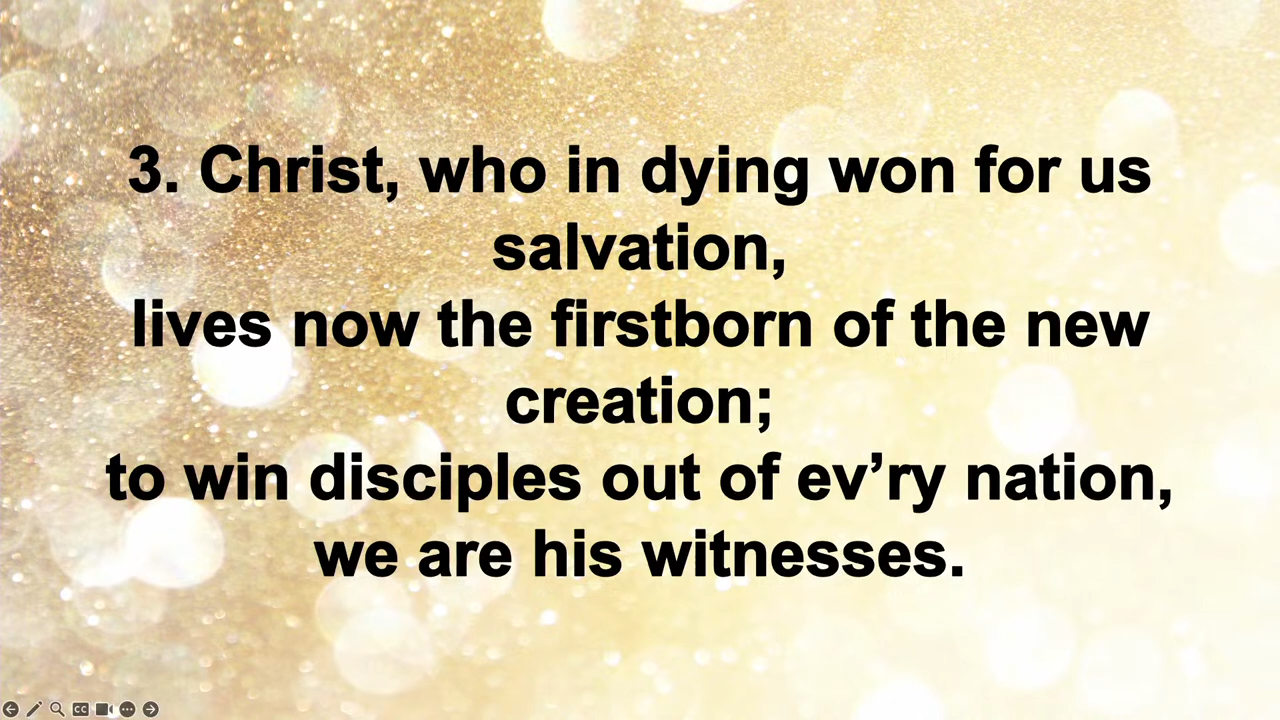 3. Christ, who in dying won for us
salvation,
lives now the firstborn of the new
creation;
to win disciples out of ev’ry nation,
we are his witnesses.
CC